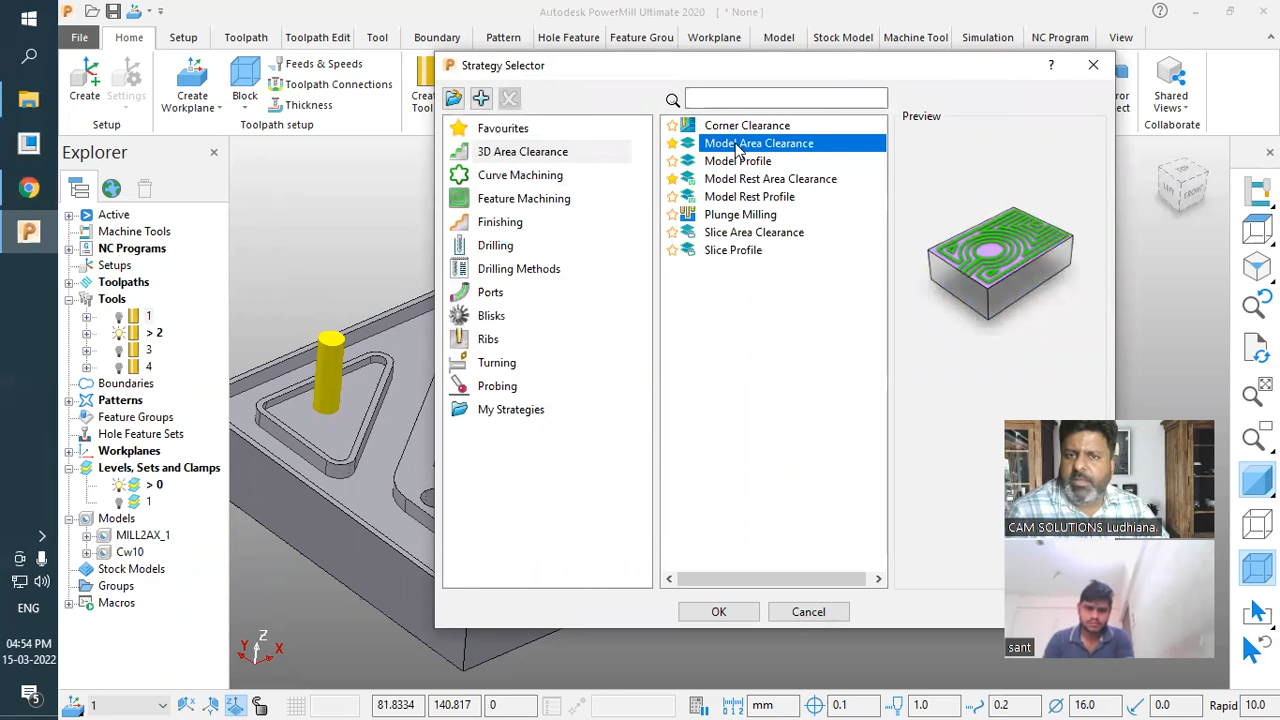 Autodesk PowerMill Ultimate 2020 [ * None ]
File
Home
Setup
Toolpath
Toolpath Edit
Tool
Boundary
Pattern
Hole Feature
Feature Grou
Workplane
Model
Stock Model
Machine Tool
Simulation
NC Program
View
Create
Settings
Setup
Create
Workplane
Block
Feeds & Speeds
Toolpath Connections
Thickness
Toolpath setup
Shared
Views
Collaborate
Explorer
Active
Machine Tools
NC Programs
Setups
Toolpaths
Tools
1
> 2
3
4
Boundaries
Patterns
Feature Groups
Hole Feature Sets
Workplanes
Levels, Sets and Clamps
> 0
1
Models
MILL2AX_1
Cw10
Stock Models
Groups
Macros
Strategy Selector
?
Favourites
3D Area Clearance
Curve Machining
Feature Machining
Finishing
Drilling
Drilling Methods
Ports
Blisks
Ribs
Turning
Probing
My Strategies
Corner Clearance
Model Area Clearance
Model Profile
Model Rest Area Clearance
Model Rest Profile
Plunge Milling
Slice Area Clearance
Slice Profile
Preview
OK
Cancel
FRONT
CAM SOLUTIONS Ludhiana.
sant
Z
Y
X
ENG
04:54 PM
15-03-2022
5
1
81.8334
140.817
0
mm
0.1
1.0
0.2
16.0
0.0
Rapid
10.0